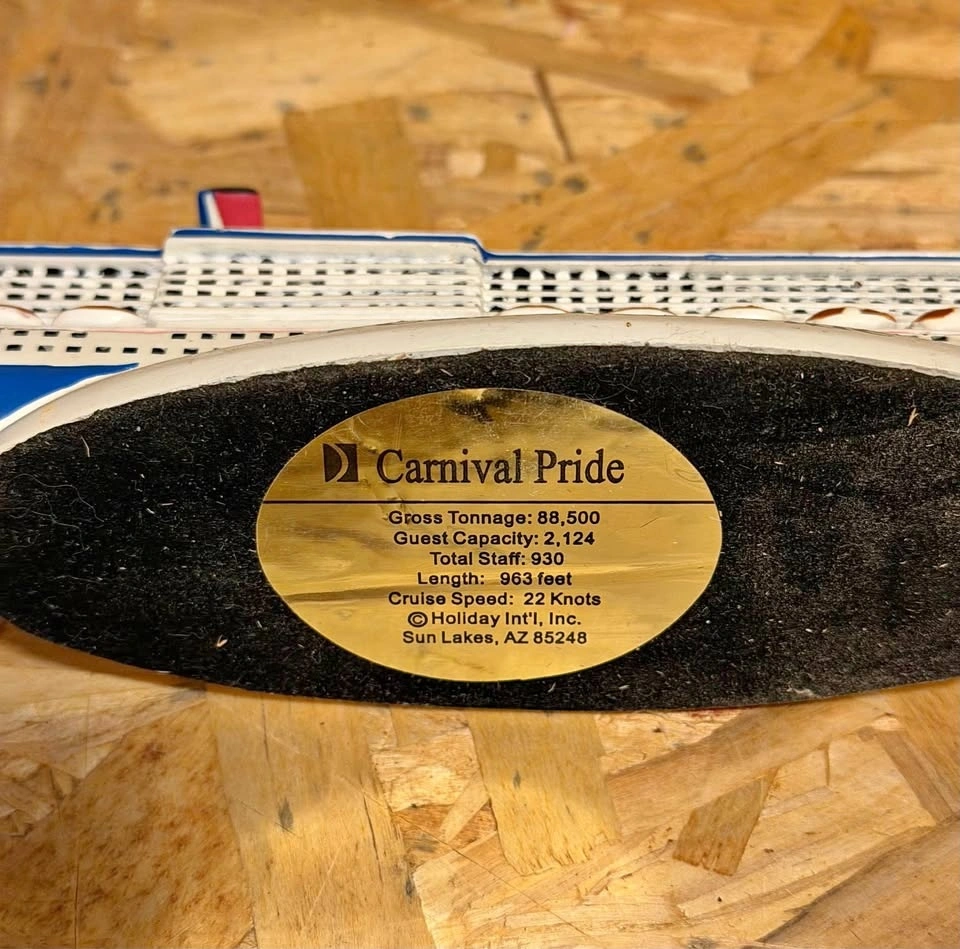 Carnival Pride
Gross Tonnage: 88,500
Guest Capacity: 2,124
Total Staff: 930
Length: 963 feet
Cruise Speed: 22 Knots
© Holiday Int'l, Inc.
Sun Lakes, AZ 85248